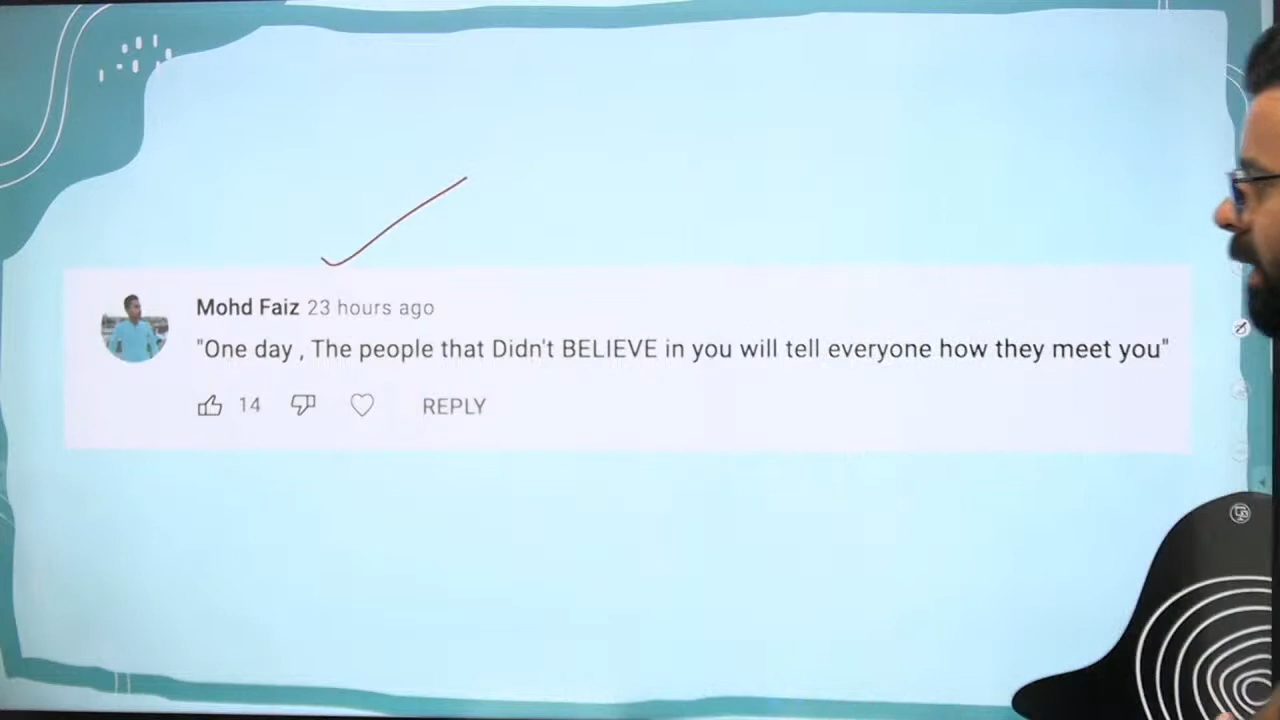 Mohd Faiz 23 hours ago
"One day , The people that Didn't BELIEVE in you will tell everyone how they meet you"
14 REPLY